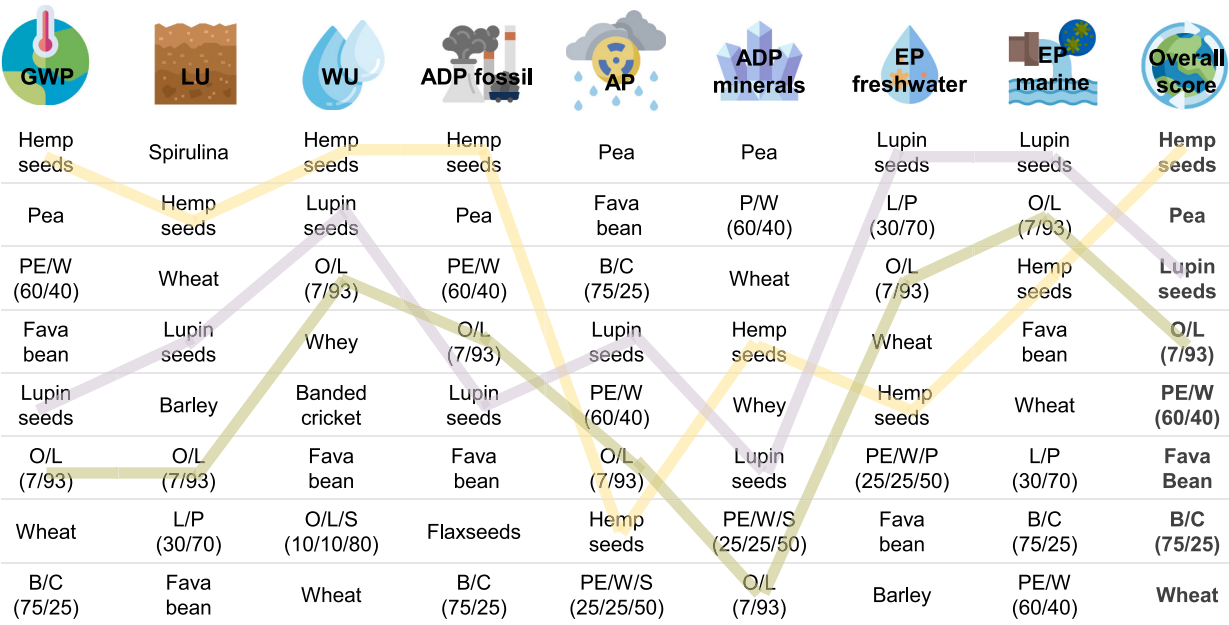 GWP
LU
WU
ADP fossil
AP
ADP
minerals
EP
freshwater
EP
marine
Overall
score
Hemp
seeds
Spirulina
Hemp
seeds
Hemp
seeds
Pea
Pea
Lupin
seeds
Lupin
seeds
Hemp
seeds
Pea
Hemp
seeds
Lupin
seeds
Pea
Fava
bean
P/W
(60/40)
L/P
(30/70)
O/L
(7/93)
Pea
PE/W
(60/40)
Wheat
O/L
(7/93)
PE/W
(60/40)
B/C
(75/25)
Wheat
O/L
(7/93)
Hemp
seeds
Lupin
seeds
Fava
bean
Lupin
seeds
Whey
O/L
(7/93)
Lupin
seeds
Hemp
seeds
Wheat
Fava
bean
O/L
(7/93)
Lupin
seeds
Barley
Banded
cricket
Lupin
seeds
PE/W
(60/40)
Whey
Hemp
seeds
Wheat
PE/W
(60/40)
O/L
(7/93)
O/L
(7/93)
Fava
bean
Fava
bean
O/L
(7/93)
Lupin
seeds
PE/W/P
(25/25/50)
L/P
(30/70)
Fava
Bean
Wheat
L/P
(30/70)
O/L/S
(10/10/80)
Flaxseeds
Hemp
seeds
PE/W/S
(25/25/50)
Fava
bean
B/C
(75/25)
B/C
(75/25)
B/C
(75/25)
Fava
bean
Wheat
B/C
(75/25)
PE/W/S
(25/25/50)
O/L
(7/93)
Barley
PE/W
(60/40)
Wheat